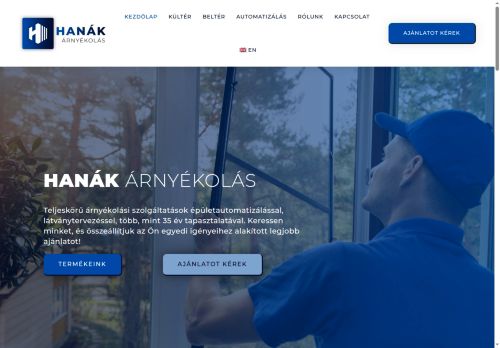 HANÁK
ÁRNYÉKOLÁS
KEZDŐLAP
KÜLTÉR
BELTÉR
AUTOMATIZÁLÁS
RÓLUNK
KAPCSOLAT
EN
AJÁNLATOT KÉREK
HANÁK ÁRNYÉKOLÁS
Teljeskörű árnyékolási szolgáltatások épületautomatizálással,
látványtervezéssel, több, mint 35 év tapasztalatával. Keressen
minket, és összeállítjuk az Ön egyedi igényeihez alakított legjobb
ajánlatot!
TERMÉKEINK
AJÁNLATOT KÉREK